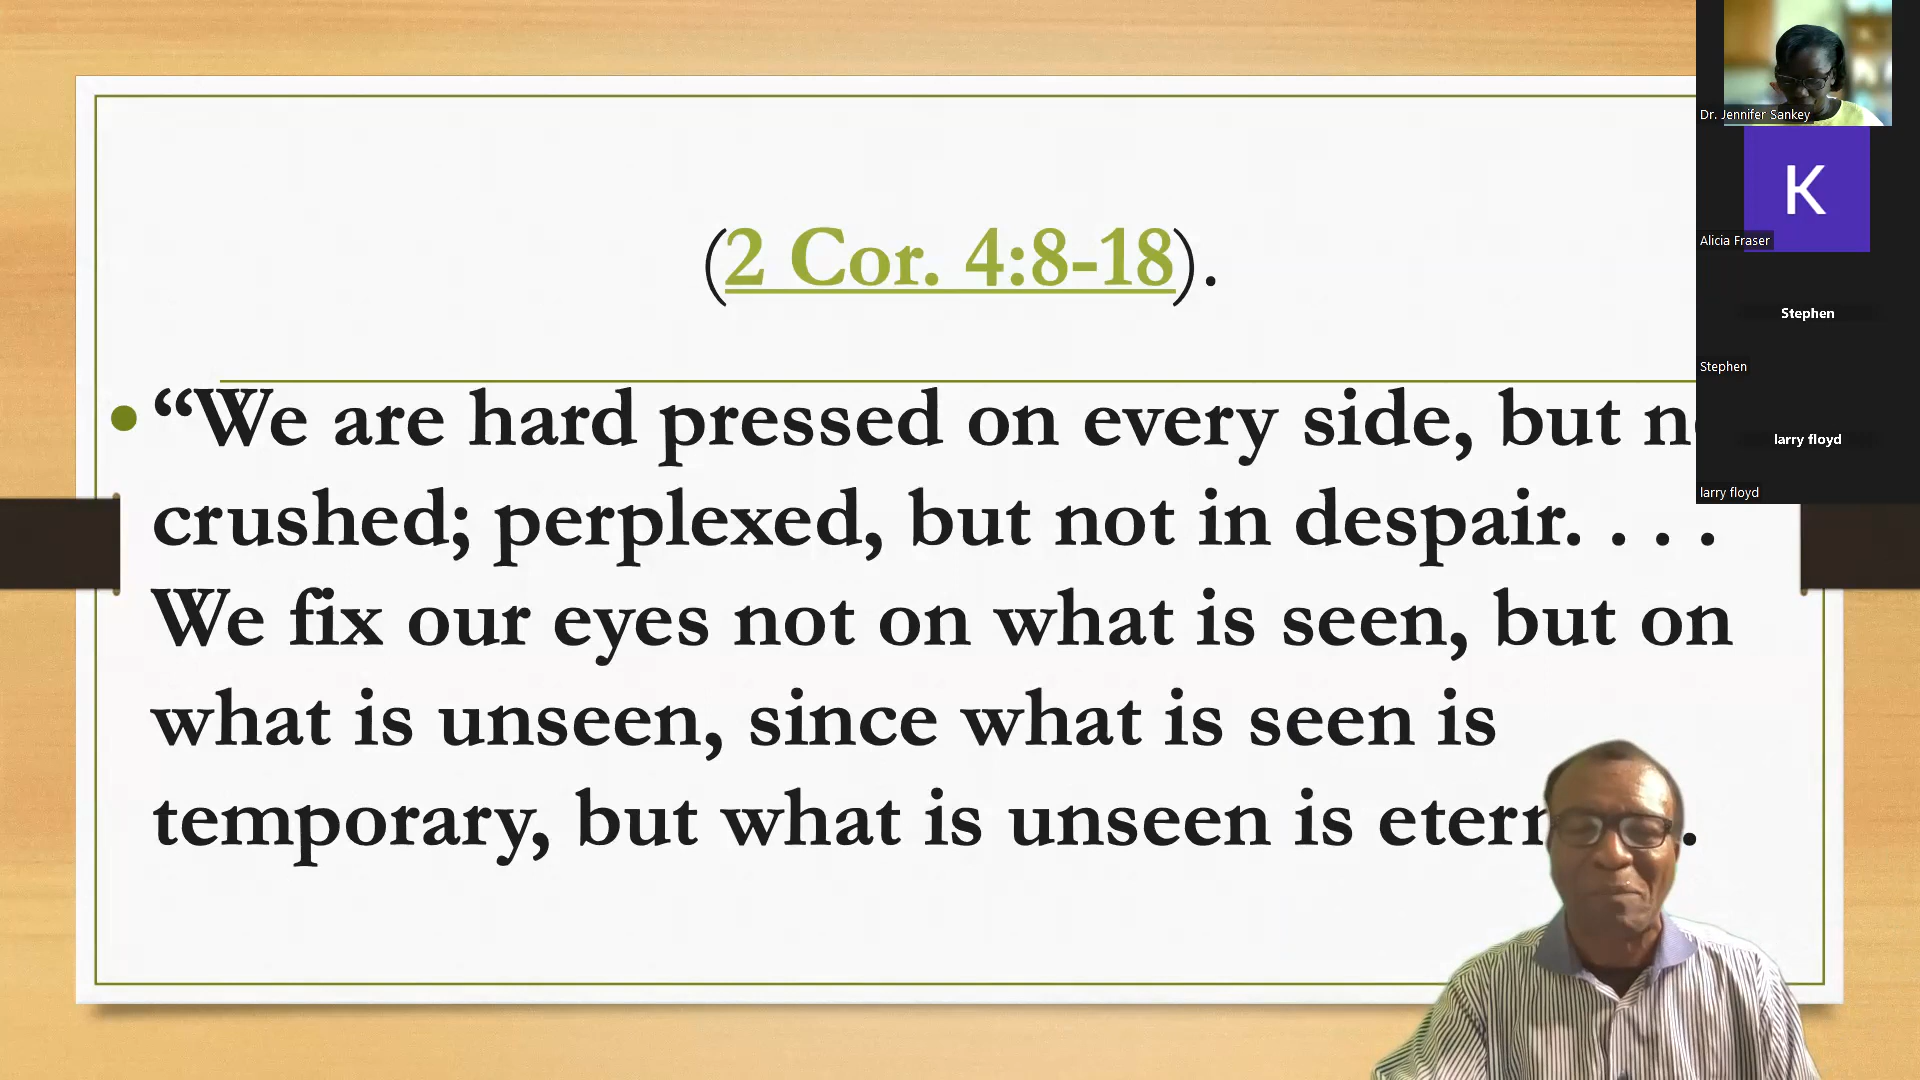 (2 Cor. 4:8-18).
• “We are hard pressed on every side, but
crushed; perplexed, but not in despair. . . .
We fix our eyes not on what is seen, but on
what is unseen, since what is seen is
temporary, but what is unseen is
Dr. Jennifer Sankey
K
Alicia Fraser
Stephen
Stephen
larry floyd
larry floyd